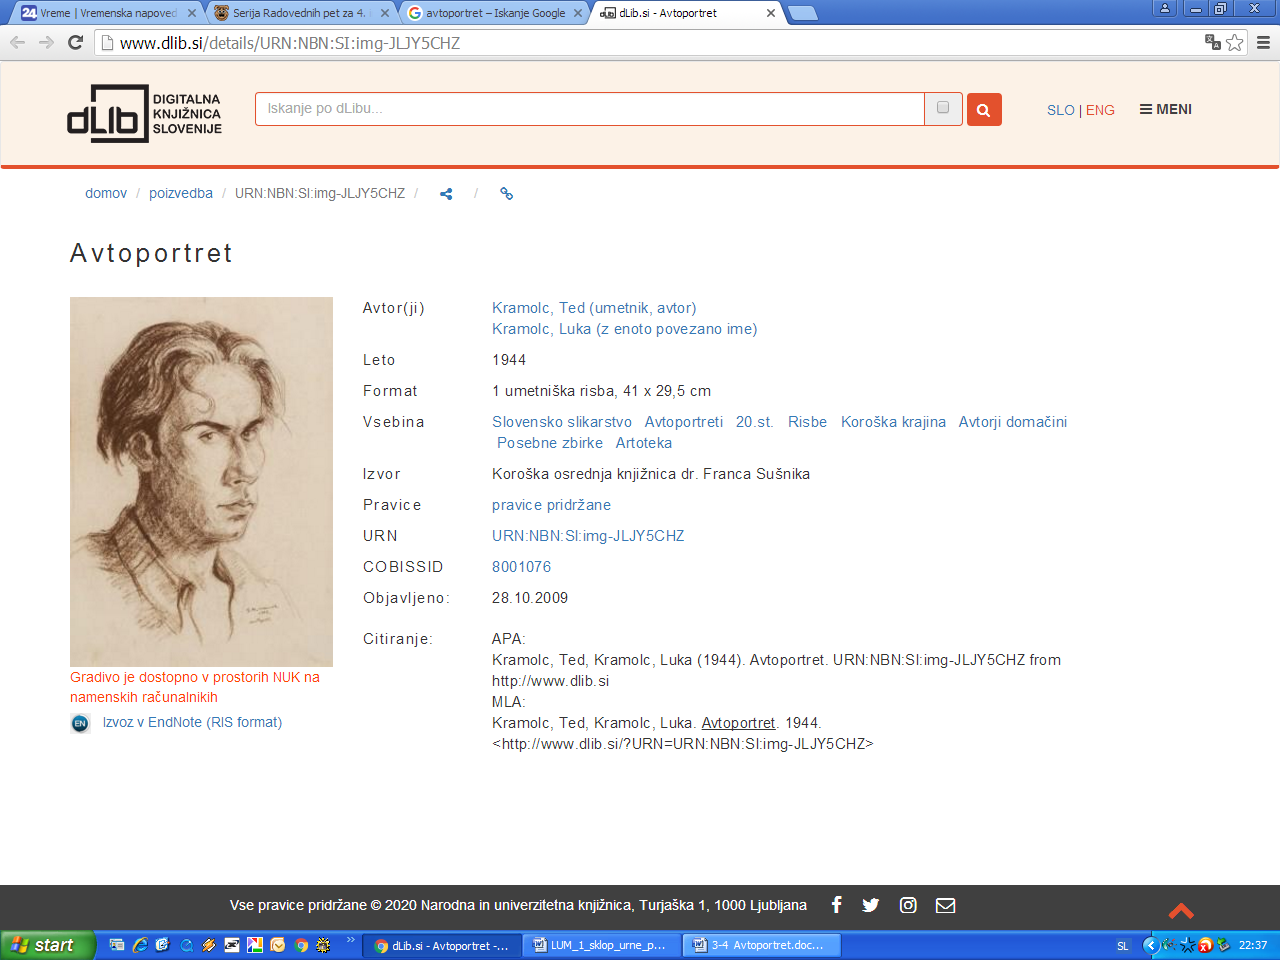 24 Vreme | Vremenska napoved
Serija Radovednih pet za 4.
avtoportret – Iskanje Google
dLib.si - Avtoportret
www.dlib.si/details/URN:NBN:SI:img-JLJY5CHZ
dLib DIGITALNA
KNJIŽNICA
SLOVENIJE
Iskanje po dLibu...
SLO | ENG
MENI
domov / poizvedba / URN:NBN:SI:img-JLJY5CHZ / /
Avtoportret
Avtor(ji) Kramolc, Ted (umetnik, avtor)
Kramolc, Luka (z enoto povezano ime)
Leto 1944
Format 1 umetniška risba, 41 x 29,5 cm
Vsebina Slovensko slikarstvo Avtoportreti 20.st. Risbe Koroška krajina Avtorji domačini
Posebne zbirke Artoteka
Izvor Koroška osrednja knjižnica dr. Franca Sušnika
Pravice pravice pridržane
URN URN:NBN:SI:img-JLJY5CHZ
COBISSID 8001076
Objavljeno: 28.10.2009
Citiranje: APA:
Kramolc, Ted, Kramolc, Luka (1944). Avtoportret. URN:NBN:SI:img-JLJY5CHZ from
http://www.dlib.si
MLA:
Kramolc, Ted, Kramolc, Luka. Avtoportret. 1944.
<http://www.dlib.si/?URN=URN:NBN:SI:img-JLJY5CHZ>
Gradivo je dostopno v prostorih NUK na
namenskih računalnikih
EN Izvoz v EndNote (RIS format)
Vse pravice pridržane © 2020 Narodna in univerzitetna knjižnica, Turjaška 1, 1000 Ljubljana
start
dLib.si - Avtoportret -...
LUM_1_sklop_urne_p...
3-4 Avtoportret.doc...
SL
22:37